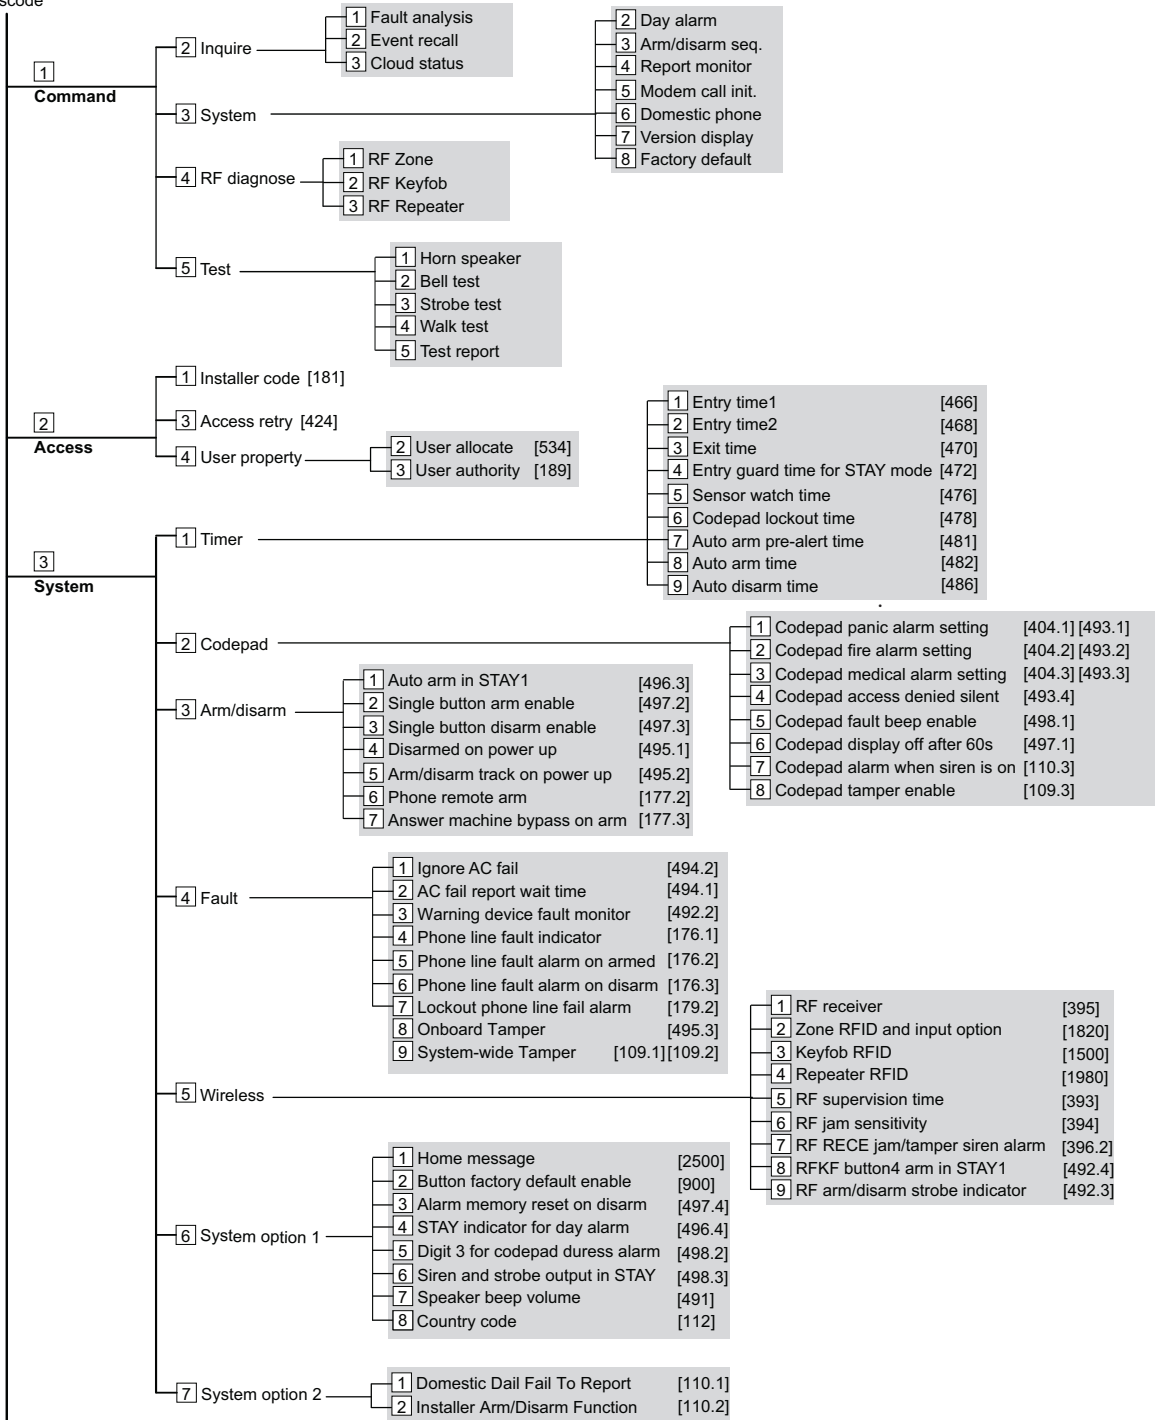 scode
1
Command
2 Inquire
1 Fault analysis
2 Event recall
3 Cloud status
3 System
2 Day alarm
3 Arm/disarm seq.
4 Report monitor
5 Modem call init.
6 Domestic phone
7 Version display
8 Factory default
4 RF diagnose
1 RF Zone
2 RF Keyfob
3 RF Repeater
5 Test
1 Horn speaker
2 Bell test
3 Strobe test
4 Walk test
5 Test report
2
Access
1 Installer code [181]
3 Access retry [424]
4 User property
2 User allocate [534]
3 User authority [189]
3
System
1 Timer
1 Entry time1 [466]
2 Entry time2 [468]
3 Exit time [470]
4 Entry guard time for STAY mode [472]
5 Sensor watch time [476]
6 Codepad lockout time [478]
7 Auto arm pre-alert time [481]
8 Auto arm time [482]
9 Auto disarm time [486]
2 Codepad
1 Codepad panic alarm setting [404.1] [493.1]
2 Codepad fire alarm setting [404.2] [493.2]
3 Codepad medical alarm setting [404.3] [493.3]
4 Codepad access denied silent [493.4]
5 Codepad fault beep enable [498.1]
6 Codepad display off after 60s [497.1]
7 Codepad alarm when siren is on [110.3]
8 Codepad tamper enable [109.3]
3 Arm/disarm
1 Auto arm in STAY1 [496.3]
2 Single button arm enable [497.2]
3 Single button disarm enable [497.3]
4 Disarmed on power up [495.1]
5 Arm/disarm track on power up [495.2]
6 Phone remote arm [177.2]
7 Answer machine bypass on arm [177.3]
4 Fault
1 Ignore AC fail [494.2]
2 AC fail report wait time [494.1]
3 Warning device fault monitor [492.2]
4 Phone line fault indicator [176.1]
5 Phone line fault alarm on armed [176.2]
6 Phone line fault alarm on disarm [176.3]
7 Lockout phone line fail alarm [179.2]
8 Onboard Tamper [495.3]
9 System-wide Tamper [109.1][109.2]
5 Wireless
1 RF receiver [395]
2 Zone RFID and input option [1820]
3 Keyfob RFID [1500]
4 Repeater RFID [1980]
5 RF supervision time [393]
6 RF jam sensitivity [394]
7 RF RECE jam/tamper siren alarm [396.2]
8 RFKF button4 arm in STAY1 [492.4]
9 RF arm/disarm strobe indicator [492.3]
6 System option 1
1 Home message [2500]
2 Button factory default enable [900]
3 Alarm memory reset on disarm [497.4]
4 STAY indicator for day alarm [496.4]
5 Digit 3 for codepad duress alarm [498.2]
6 Siren and strobe output in STAY [498.3]
7 Speaker beep volume [491]
8 Country code [112]
7 System option 2
1 Domestic Dail Fail To Report [110.1]
2 Installer Arm/Disarm Function [110.2]